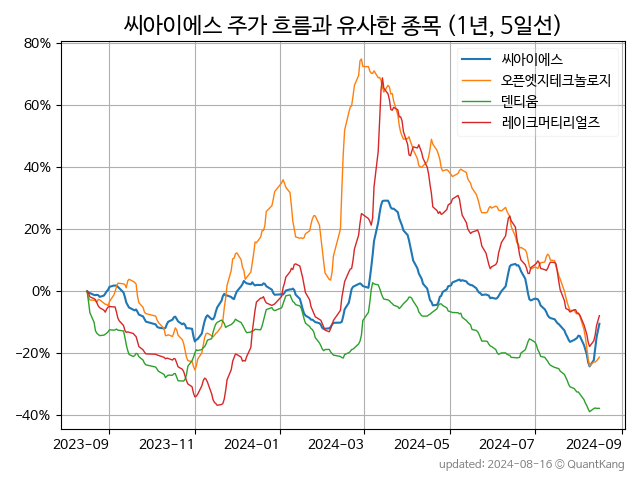 씨아이에스 주가 흐름과 유사한 종목 (1년, 5일선)
80%
60%
40%
20%
0%
−20%
−40%
씨아이에스
오픈엣지테크놀로지
덴티움
레이크머티리얼즈
2023-09 2023-11 2024-01 2024-03 2024-05 2024-07 2024-09
updated: 2024-08-16 © QuantKang